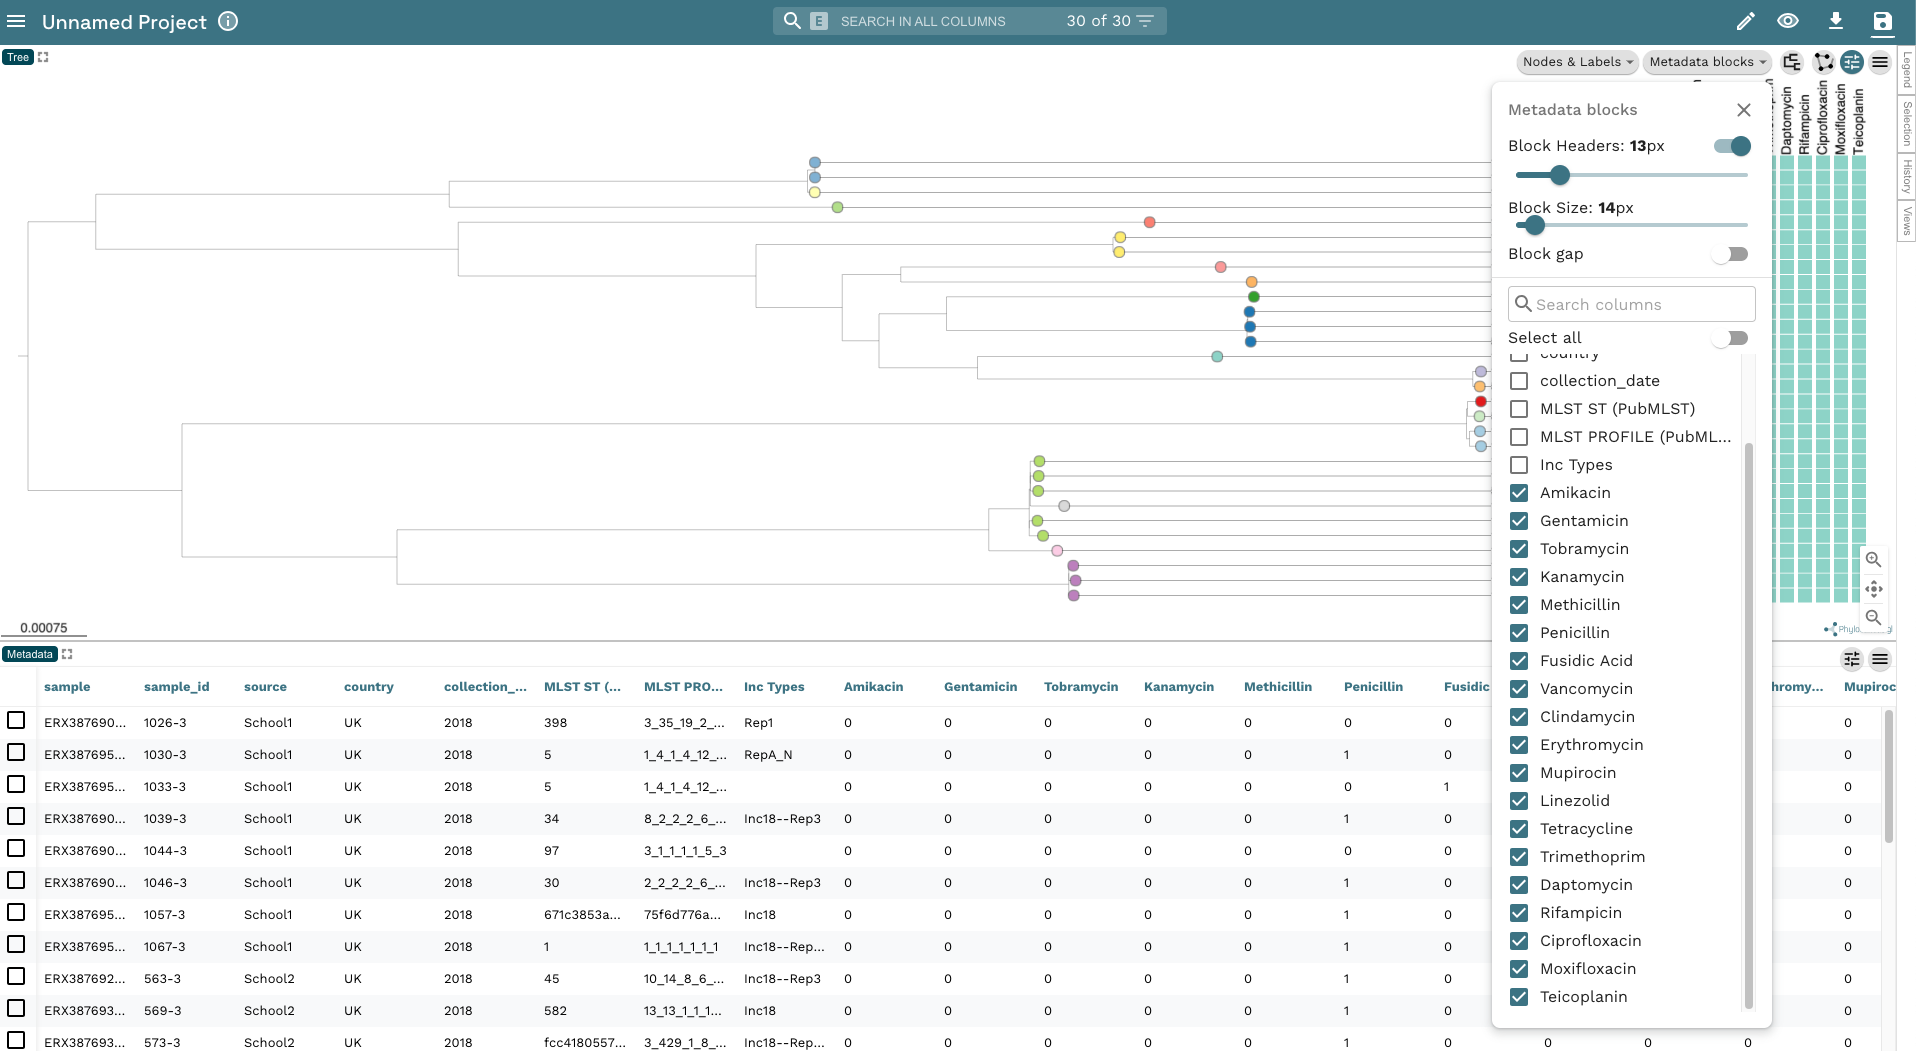 Unnamed Project
E SEARCH IN ALL COLUMNS 30 of 30
Tree
Nodes & Labels
Metadata blocks
Legend
Selection
History
Views
Daptomycin
Rifampicin
Ciprofloxacin
Moxifloxacin
Teicoplanin
Metadata blocks
Block Headers: 13px
Block Size: 14px
Block gap
Search columns
Select all
country
collection_date
MLST ST (PubMLST)
MLST PROFILE (PubML...
Inc Types
Amikacin
Gentamicin
Tobramycin
Kanamycin
Methicillin
Penicillin
Fusidic Acid
Vancomycin
Clindamycin
Erythromycin
Mupirocin
Linezolid
Tetracycline
Trimethoprim
Daptomycin
Rifampicin
Ciprofloxacin
Moxifloxacin
Teicoplanin
0.00075
Metadata
sample sample_id source country collection_... MLST ST (... MLST PRO... Inc Types Amikacin Gentamicin Tobramycin Kanamycin Methicillin Penicillin Fusidic hromy... Mupiroc
ERX387690... 1026-3 School1 UK 2018 398 3_35_19_2_... Rep1 0 0 0 0 0 0 0 0
ERX387695... 1030-3 School1 UK 2018 5 1_4_1_4_12_... RepA_N 0 0 0 0 0 1 0 0
ERX387695... 1033-3 School1 UK 2018 5 1_4_1_4_12_... 0 0 0 0 0 0 1 0
ERX387690... 1039-3 School1 UK 2018 34 8_2_2_2_6_... Inc18--Rep3 0 0 0 0 0 1 0 0
ERX387690... 1044-3 School1 UK 2018 97 3_1_1_1_1_5_3 0 0 0 0 0 0 0 0
ERX387690... 1046-3 School1 UK 2018 30 2_2_2_2_6_... Inc18--Rep3 0 0 0 0 0 1 0 0
ERX387695... 1057-3 School1 UK 2018 671c3853a... 75f6d776a... Inc18 0 0 0 0 0 1 0 0
ERX387695... 1067-3 School1 UK 2018 1 1_1_1_1_1_1_1 Inc18--Rep... 0 0 0 0 0 1 0 0
ERX387692... 563-3 School2 UK 2018 45 10_14_8_6_... Inc18--Rep3 0 0 0 0 0 1 0 0
ERX387693... 569-3 School2 UK 2018 582 13_13_1_1_1... Inc18 0 0 0 0 0 1 0 0
ERX387693... 573-3 School2 UK 2018 fcc4180557... 3_429_1_8_... Inc18--Rep... 0 0 0 0 0 1 0 0 0 0